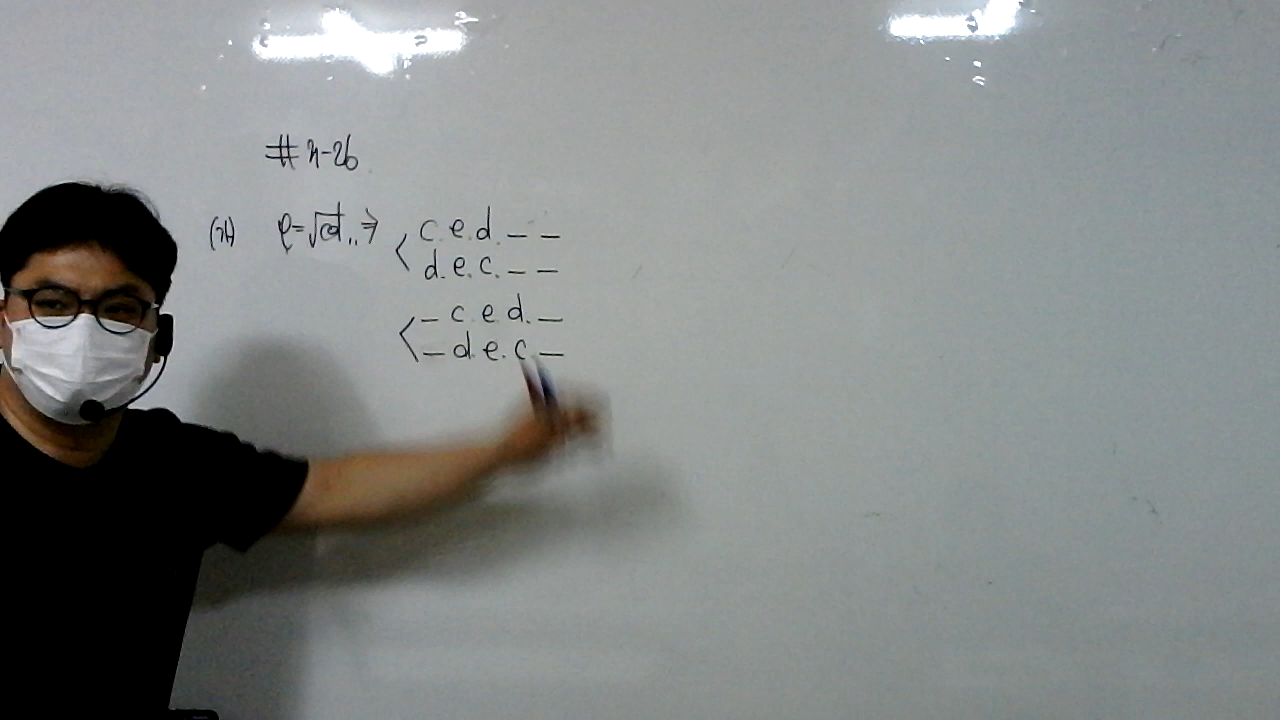 # n-26
(가) e=√cd 〃 ⇒ < c. e. d. _ _
d. e. c. _ _
< _ c. e. d. _
_ d. e. c. _